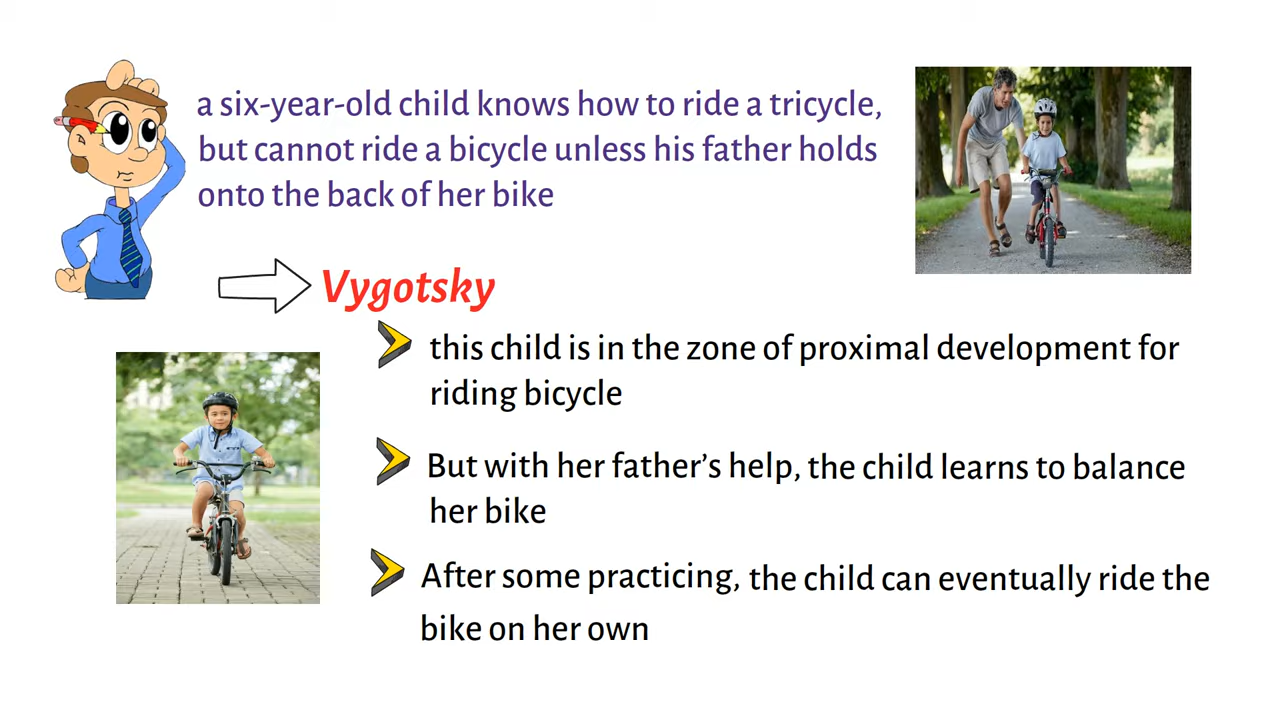 a six-year-old child knows how to ride a tricycle,
but cannot ride a bicycle unless his father holds
onto the back of her bike
Vygotsky
this child is in the zone of proximal development for
riding bicycle
But with her father’s help, the child learns to balance
her bike
After some practicing, the child can eventually ride the
bike on her own